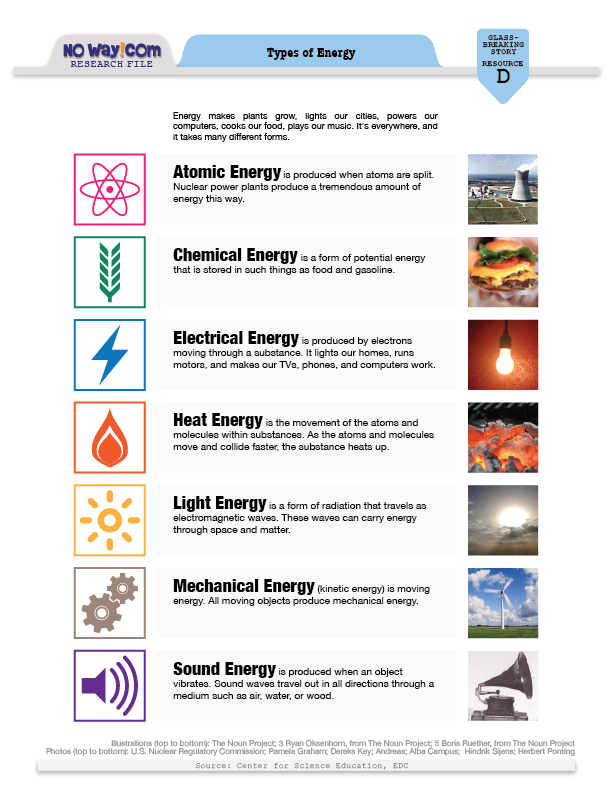 NO WAY!COM
RESEARCH FILE
Types of Energy
GLASS-
BREAKING
STORY
RESOURCE
D
Energy makes plants grow, lights our cities, powers our
computers, cooks our food, plays our music. It's everywhere, and
it takes many different forms.
Atomic Energy is produced when atoms are split.
Nuclear power plants produce a tremendous amount of
energy this way.
Chemical Energy is a form of potential energy
that is stored in such things as food and gasoline.
Electrical Energy is produced by electrons
moving through a substance. It lights our homes, runs
motors, and makes our TVs, phones, and computers work.
Heat Energy is the movement of the atoms and
molecules within substances. As the atoms and molecules
move and collide faster, the substance heats up.
Light Energy is a form of radiation that travels as
electromagnetic waves. These waves can carry energy
through space and matter.
Mechanical Energy (kinetic energy) is moving
energy. All moving objects produce mechanical energy.
Sound Energy is produced when an object
vibrates. Sound waves travel out in all directions through a
medium such as air, water, or wood.
Illustrations (top to bottom): The Noun Project; 3 Ryan Oksenhorn, from The Noun Project; 5 Boris Ruether, from The Noun Project
Photos (top to bottom): U.S. Nuclear Regulatory Commission; Pamela Graham; Dereks Key; Andreas; Alba Campus; Hindrik Sijens; Herbert Ponting
Source: Center for Science Education, EDC